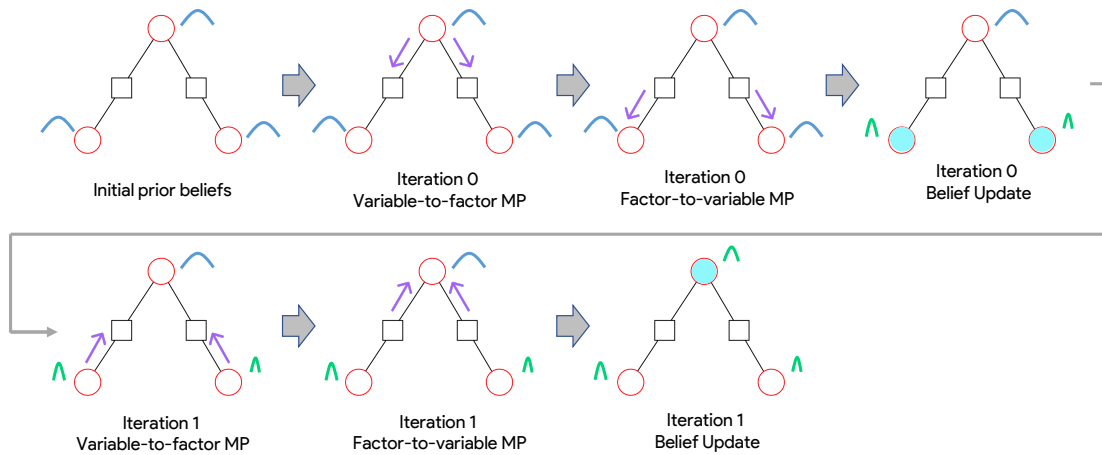 Initial prior beliefs
Iteration 0
Variable-to-factor MP
Iteration 0
Factor-to-variable MP
Iteration 0
Belief Update
Iteration 1
Variable-to-factor MP
Iteration 1
Factor-to-variable MP
Iteration 1
Belief Update